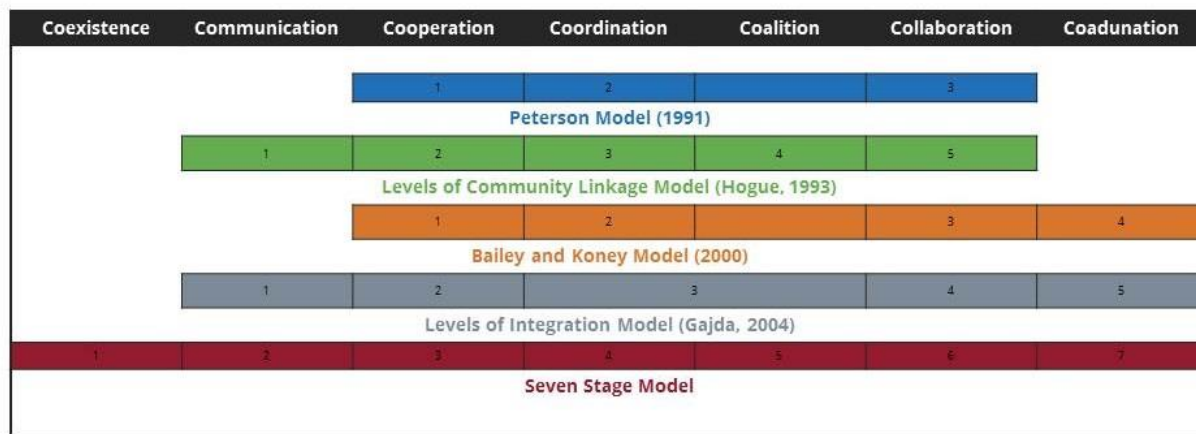 Coexistence Communication Cooperation Coordination Coalition Collaboration Coadunation
1 2 3
Peterson Model (1991)
1 2 3 4 5
Levels of Community Linkage Model (Hogue, 1993)
1 2 3 4
Bailey and Koney Model (2000)
1 2 3 4 5
Levels of Integration Model (Gajda, 2004)
1 2 3 4 5 6 7
Seven Stage Model